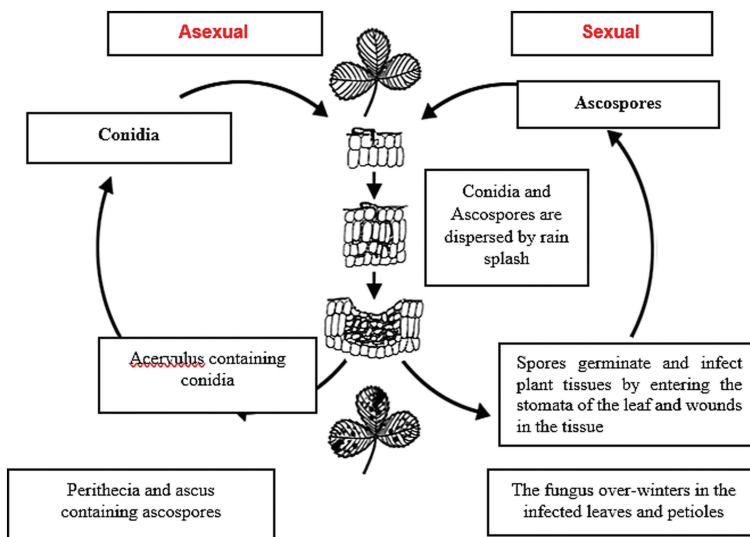 Asexual
Sexual
Conidia
Ascospores
Conidia and
Ascospores are
dispersed by rain
splash
Acervulus containing
conidia
Spores germinate and infect
plant tissues by entering the
stomata of the leaf and wounds
in the tissue
Perithecia and ascus
containing ascospores
The fungus over-winters in the
infected leaves and petioles